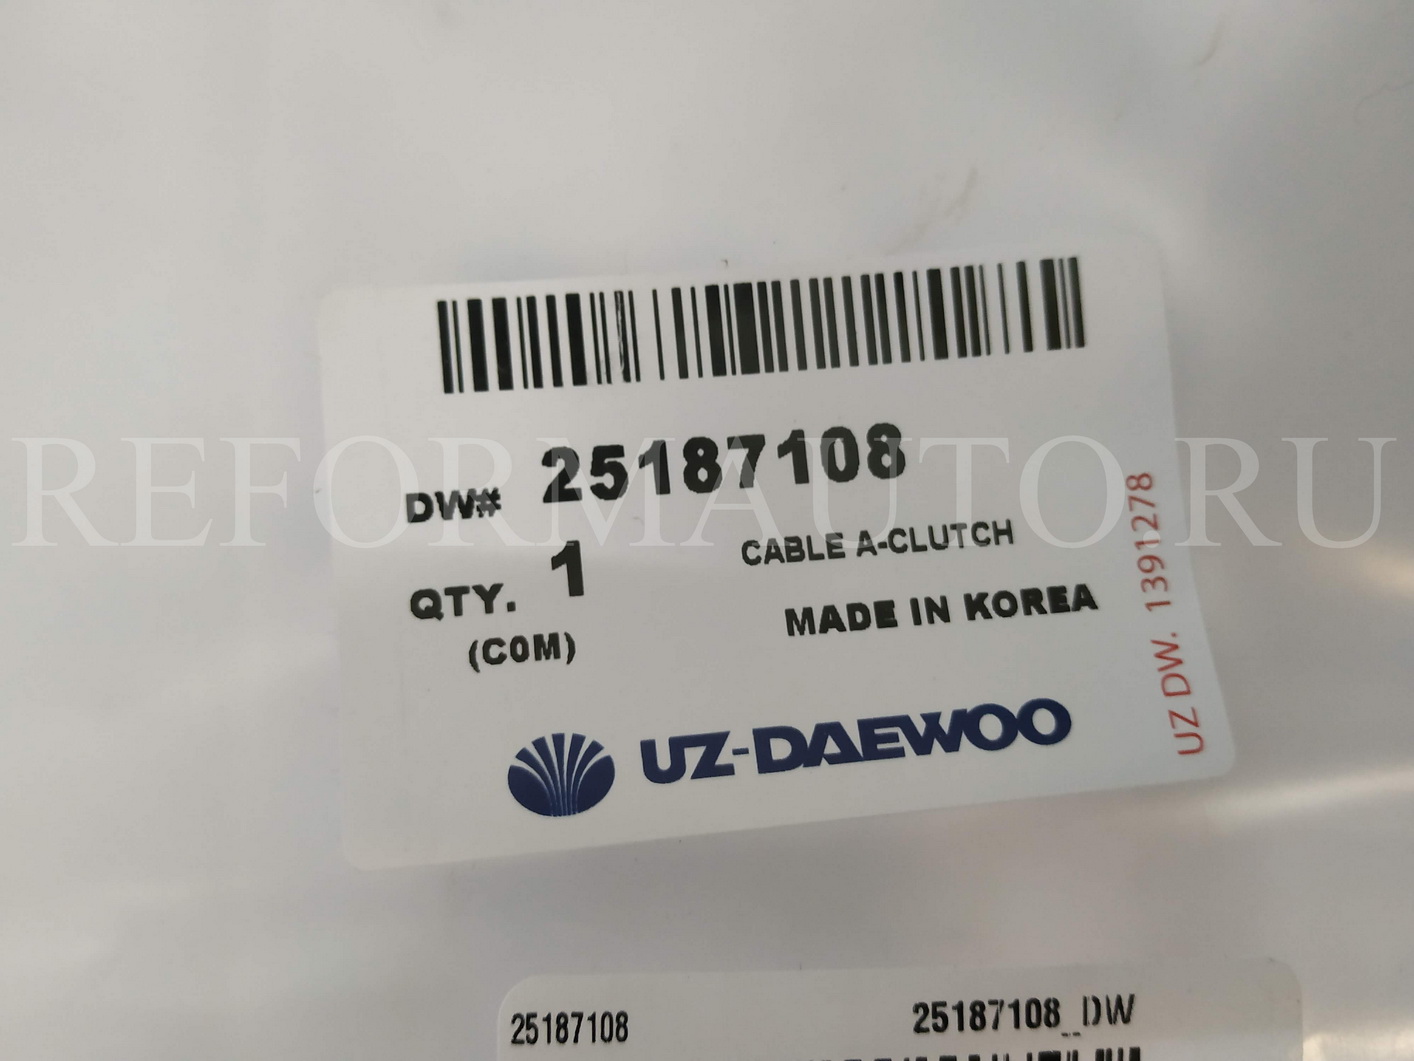 DW# 25187108
QTY. 1
CABLE A-CLUTCH
(COM)
MADE IN KOREA
UZ-DAEWOO
UZ DW. 1391278
REFORMAUTO.RU
25187108
25187108_DW